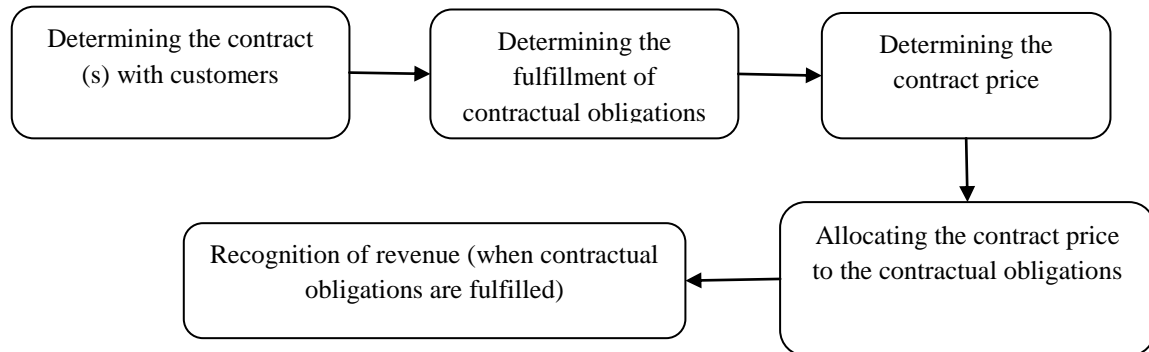 Determining the contract
(s) with customers
Determining the
fulfillment of
contractual obligations
Determining the
contract price
Allocating the contract price
to the contractual obligations
Recognition of revenue (when contractual
obligations are fulfilled)